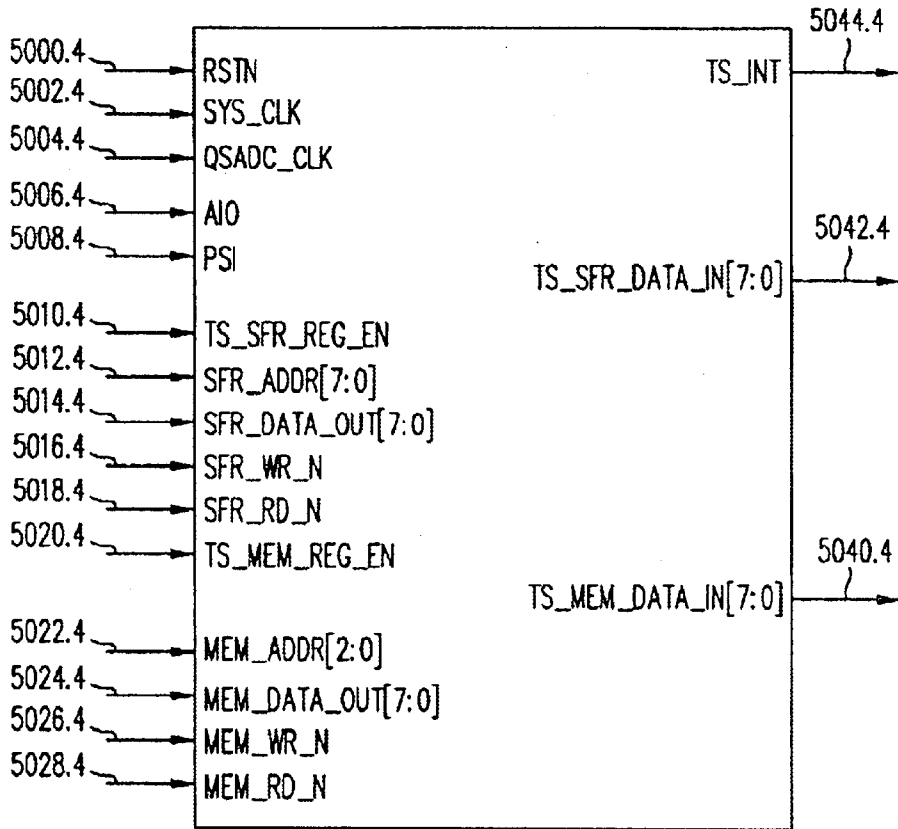 5000.4 RSTN
5002.4 SYS_CLK
5004.4 QSADC_CLK
5006.4 AIO
5008.4 PSI
5010.4 TS_SFR_REG_EN
5012.4 SFR_ADDR[7:0]
5014.4 SFR_DATA_OUT[7:0]
5016.4 SFR_WR_N
5018.4 SFR_RD_N
5020.4 TS_MEM_REG_EN
5022.4 MEM_ADDR[2:0]
5024.4 MEM_DATA_OUT[7:0]
5026.4 MEM_WR_N
5028.4 MEM_RD_N
TS_INT 5044.4
TS_SFR_DATA_IN[7:0] 5042.4
TS_MEM_DATA_IN[7:0] 5040.4